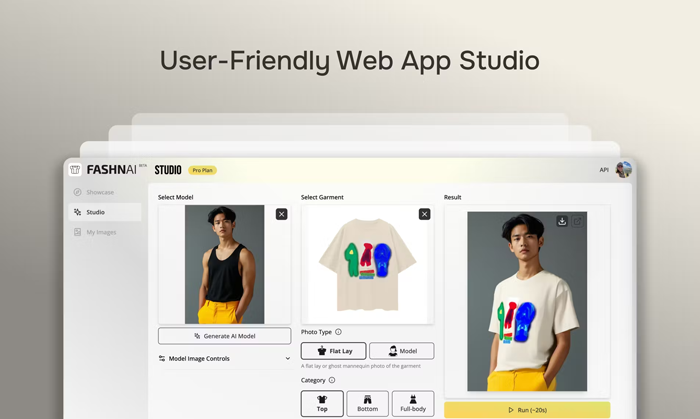 User-Friendly Web App Studio
FASHNAI BETA STUDIO Pro Plan
API
Showcase
Studio
My Images
Select Model
Generate AI Model
Model Image Controls
Select Garment
Photo Type
Flat Lay
Model
A flat lay or ghost mannequin photo of the garment
Category
Top
Bottom
Full-body
Result
Run (~20s)